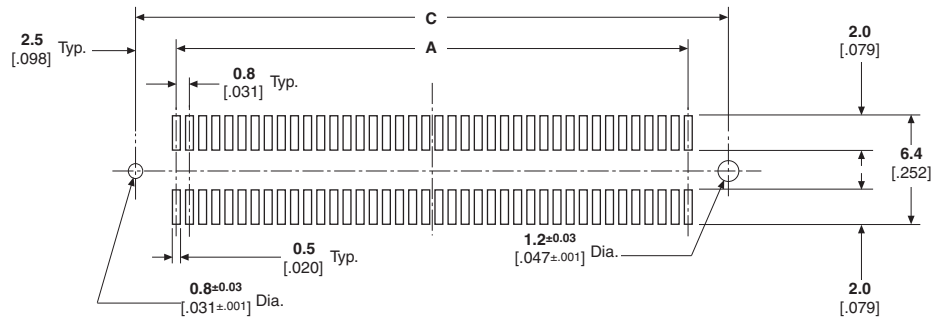 C
2.5 [.098] Typ.
A
2.0 [.079]
0.8 [.031] Typ.
6.4 [.252]
0.5 [.020] Typ.
1.2±0.03 [.047±.001] Dia.
0.8±0.03 [.031±.001] Dia.
2.0 [.079]